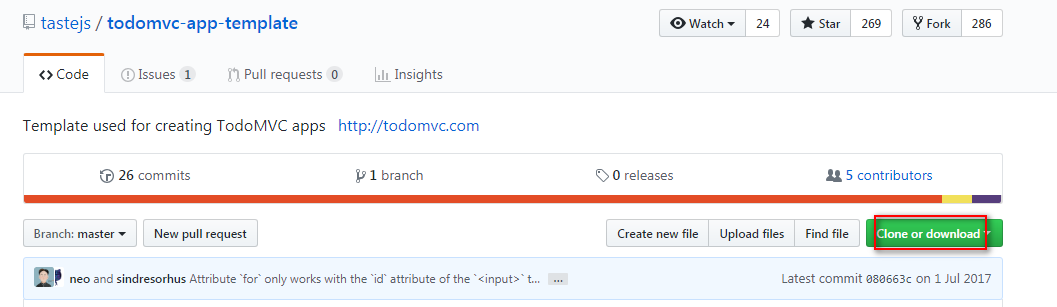 tastejs / todomvc-app-template Watch 24 Star 269 Fork 286
Code Issues 1 Pull requests 0 Insights
Template used for creating TodoMVC apps http://todomvc.com
26 commits 1 branch 0 releases 5 contributors
Branch: master New pull request Create new file Upload files Find file Clone or download
neo and sindresorhus Attribute `for` only works with the `id` attribute of the `<input>` t... ... Latest commit 080663c on 1 Jul 2017